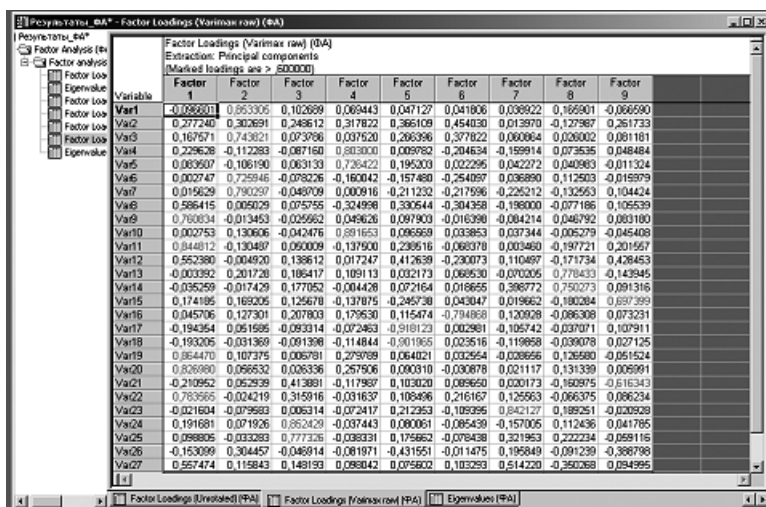 Результаты_ФА* - Factor Loadings (Varimax raw) (ФА)
Результаты_ФА*
Factor Analysis (Фа
Factor analysis
Factor Loa
Eigenvalue
Factor Loa
Factor Loa
Factor Loa
Factor Loa
Eigenvalue
Factor Loadings (Varimax raw) (ФА)
Extraction: Principal components
(Marked loadings are > ,600000)
Variable Factor 1 Factor 2 Factor 3 Factor 4 Factor 5 Factor 6 Factor 7 Factor 8 Factor 9
Var1 -0,096601 0,853305 0,102689 0,069443 0,047127 0,041806 0,038922 0,165901 -0,066590
Var2 0,277240 0,302691 0,248612 0,317822 0,366109 0,454030 0,013970 -0,127987 0,261733
Var3 0,167571 0,743821 0,073786 0,037520 0,266396 0,377822 0,060864 0,026002 0,081181
Var4 0,229628 -0,112283 -0,087160 0,803000 0,009782 -0,204634 -0,159914 0,073535 0,048484
Var5 0,083507 -0,106190 0,063133 0,726422 0,195203 0,022295 0,042272 0,040983 -0,011324
Var6 0,002747 0,725946 -0,078226 -0,160042 -0,157480 -0,254097 0,036890 0,112503 -0,015979
Var7 0,015629 0,790297 -0,048709 0,000916 -0,211232 -0,217596 -0,225212 -0,132553 0,104424
Var8 0,586415 0,005029 0,075755 -0,324998 0,330544 -0,304358 -0,198000 -0,077186 0,105539
Var9 0,760834 -0,013453 -0,025562 0,049626 0,097903 -0,016398 -0,084214 0,046792 0,083180
Var10 0,002753 0,130606 -0,042476 0,891653 0,096569 0,033853 0,037344 -0,005279 -0,045408
Var11 0,844812 -0,130487 0,050009 -0,137500 0,238516 -0,068378 0,003460 -0,197721 0,201557
Var12 0,552380 -0,004920 0,138612 0,017247 0,412639 -0,230073 0,110497 -0,171734 0,428453
Var13 -0,003392 0,201728 0,186417 0,109113 0,032173 0,068530 -0,070205 0,778433 -0,143945
Var14 -0,035259 -0,017429 0,177052 -0,004428 0,072164 0,018655 0,398772 0,750273 0,091316
Var15 0,174185 0,169205 0,125678 -0,137875 -0,245738 0,043047 0,019662 -0,180284 0,697399
Var16 0,045706 0,127301 0,207803 0,179530 0,115474 -0,794868 0,120928 -0,086308 0,073231
Var17 -0,194354 0,051585 -0,093314 -0,072463 -0,918123 0,002981 -0,105742 -0,037071 0,107911
Var18 -0,193205 -0,031369 -0,091398 -0,114844 -0,901965 0,023516 -0,119858 -0,039078 0,027125
Var19 0,864470 0,107375 0,006781 0,279789 0,064021 0,032554 -0,028656 0,126580 -0,051524
Var20 0,826980 0,056532 0,026336 0,257506 0,090310 -0,030878 0,021117 0,131339 0,005991
Var21 -0,210952 0,052939 0,413881 -0,117987 0,103020 0,089650 0,020173 -0,160975 -0,616343
Var22 0,783565 -0,024219 0,315916 -0,031637 0,108496 0,216167 0,125563 -0,066375 0,086234
Var23 -0,021604 -0,079583 0,006314 -0,072417 0,212353 -0,109395 0,842127 0,189251 -0,020928
Var24 0,191681 0,071926 0,852429 -0,037443 0,080061 -0,085439 -0,157005 0,112436 0,041785
Var25 0,098805 -0,033283 0,777326 -0,038331 0,175662 -0,078438 0,321953 0,222234 -0,059116
Var26 -0,153099 0,304457 -0,046914 -0,081971 -0,431551 -0,011475 0,195849 -0,091239 -0,388798
Var27 0,557474 0,115843 0,148193 0,098042 0,075602 0,103293 0,514220 -0,350268 0,094995
Factor Loadings (Unrotated) (ФА) Factor Loadings (Varimax raw) (ФА) Eigenvalues (ФА)